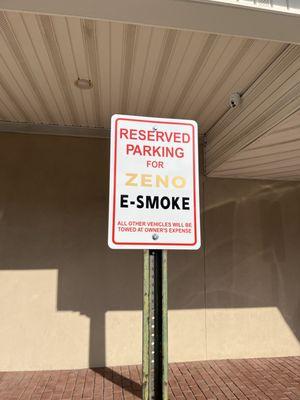 RESERVED
PARKING
FOR
ZENO
E-SMOKE
ALL OTHER VEHICLES WILL BE
TOWED AT OWNER'S EXPENSE